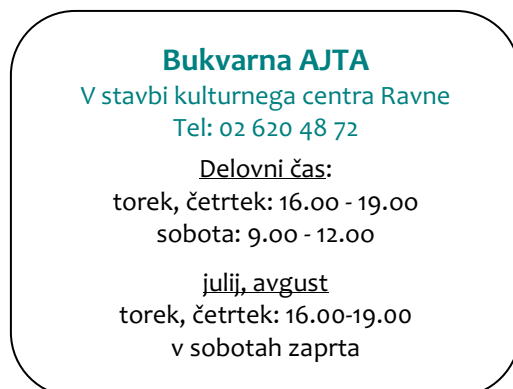 Bukvarna AJTA
V stavbi kulturnega centra Ravne
Tel: 02 620 48 72
Delovni čas:
torek, četrtek: 16.00 - 19.00
sobota: 9.00 - 12.00
julij, avgust
torek, četrtek: 16.00-19.00
v sobotah zaprta